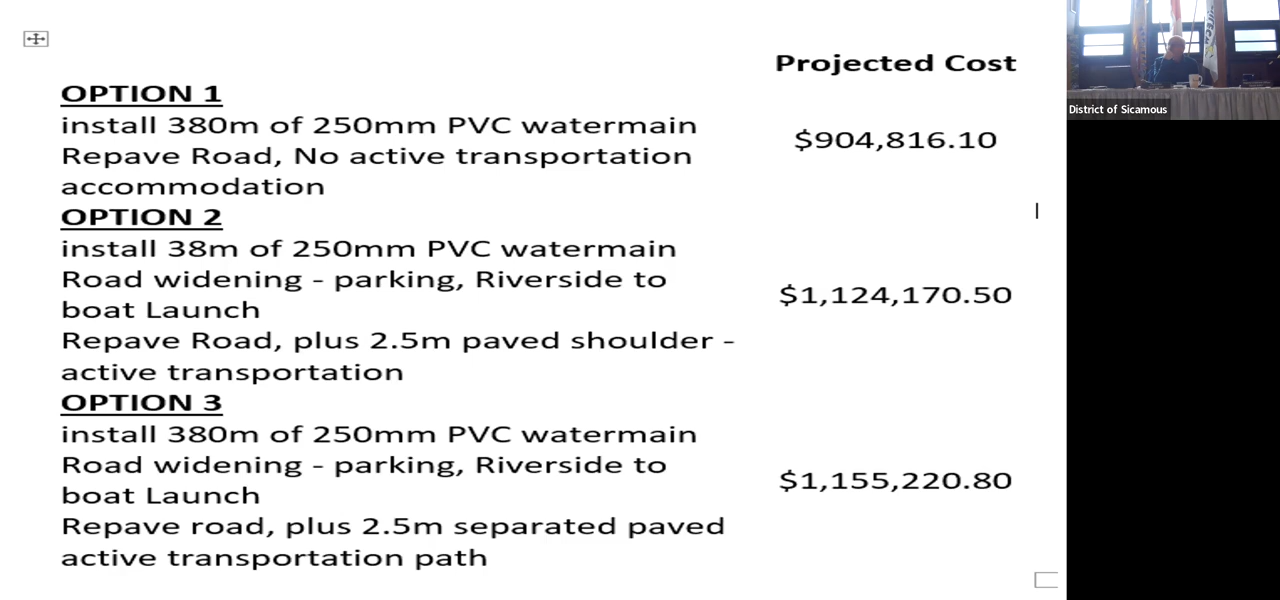 Projected Cost
OPTION 1
install 380m of 250mm PVC watermain
Repave Road, No active transportation
accommodation
$904,816.10
OPTION 2
install 38m of 250mm PVC watermain
Road widening - parking, Riverside to
boat Launch
Repave Road, plus 2.5m paved shoulder -
active transportation
$1,124,170.50
OPTION 3
install 380m of 250mm PVC watermain
Road widening - parking, Riverside to
boat Launch
Repave road, plus 2.5m separated paved
active transportation path
$1,155,220.80
District of Sicamous